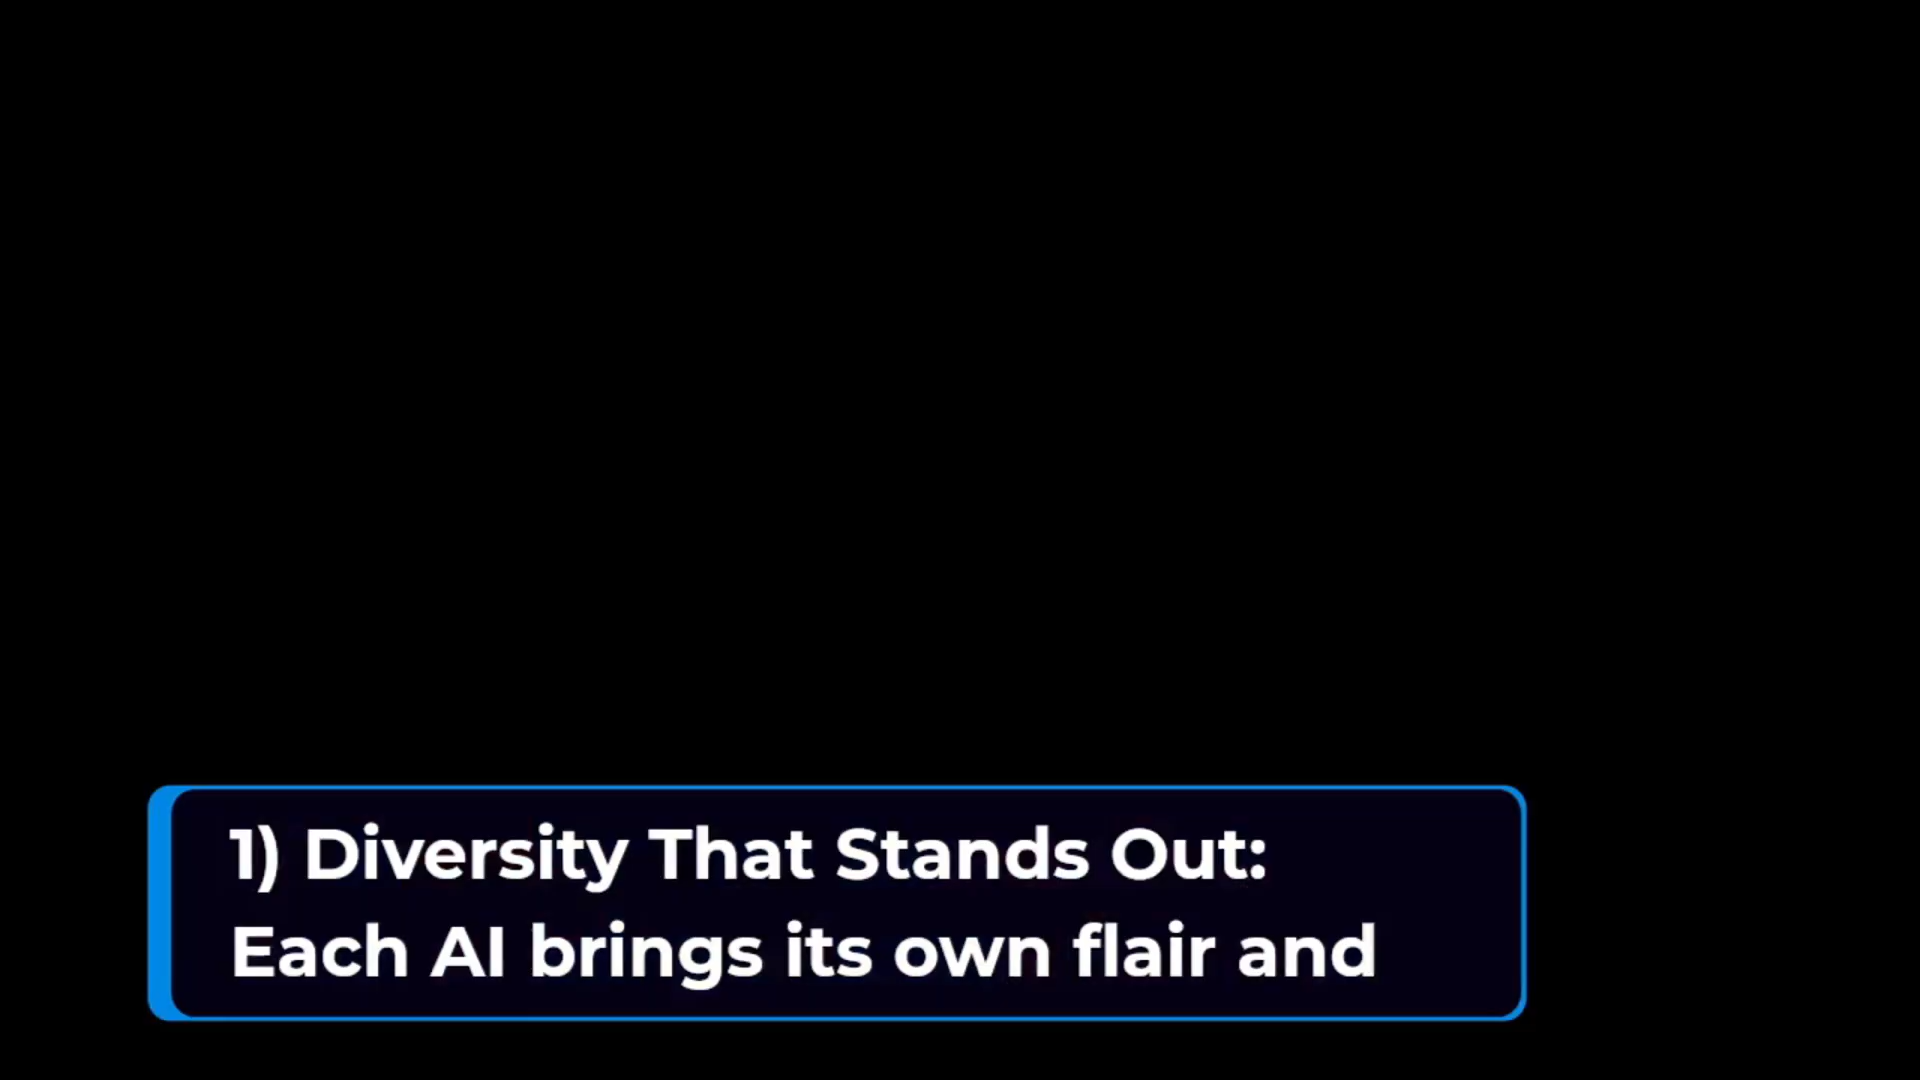 1) Diversity That Stands Out:
Each AI brings its own flair and